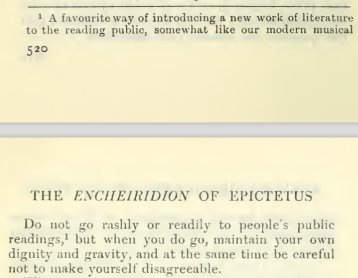 ¹ A favourite way of introducing a new work of literature
to the reading public, somewhat like our modern musical
520
THE ENCHEIRIDION OF EPICTETUS
Do not go rashly or readily to people's public
readings,¹ but when you do go, maintain your own
dignity and gravity, and at the same time be careful
not to make yourself disagreeable.